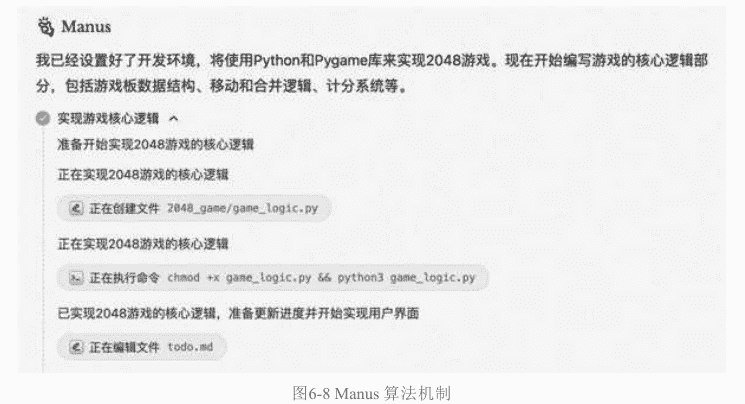 Manus
我已经设置好了开发环境，将使用Python和Pygame库来实现2048游戏。现在开始编写游戏的核心逻辑部
分，包括游戏板数据结构、移动和合并逻辑、计分系统等。
实现游戏核心逻辑
准备开始实现2048游戏的核心逻辑
正在实现2048游戏的核心逻辑
正在创建文件 2048_game/game_logic.py
正在实现2048游戏的核心逻辑
正在执行命令 chmod +x game_logic.py && python3 game_logic.py
已实现2048游戏的核心逻辑，准备更新进度并开始实现用户界面
正在编辑文件 todo.md
图6-8 Manus 算法机制